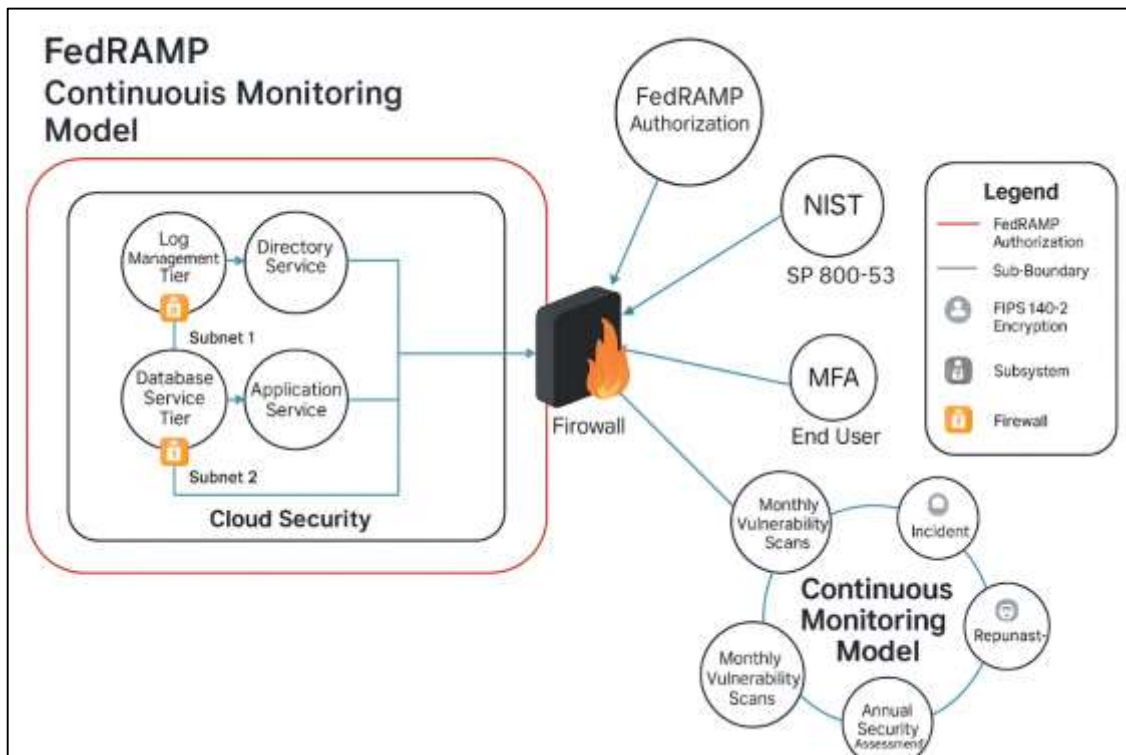 FedRAMP
Continuouis Monitoring
Model
Log
Management
Tier
Directory
Service
Subnet 1
Database
Service
Tier
Application
Service
Subnet 2
Cloud Security
Firowall
FedRAMP
Authorization
NIST
SP 800-53
MFA
End User
Legend
FedRAMP
Authorization
Sub-Boundary
FIPS 140-2
Encryption
Subsystem
Firewall
Monthly
Vulnerability
Scans
Incident
Repunast-
Annual
Security
Assessment
Monthly
Vulnerability
Scans
Continuous
Monitoring
Model